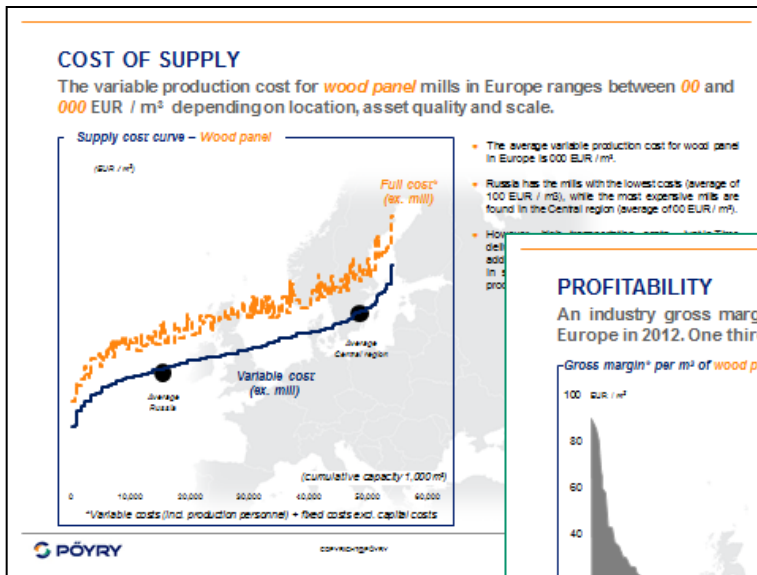 COST OF SUPPLY
The variable production cost for wood panel mills in Europe ranges between 00 and
000 EUR / m³ depending on location, asset quality and scale.
Supply cost curve – Wood panel
(EUR / m³)
Full cost*
(ex. mill)
Average
Central region
Variable cost
(ex. mill)
Average
Russia
(cumulative capacity 1,000 m³)
0 10,000 20,000 30,000 40,000 50,000 60,000
*Variable costs (incl. production personnel) + fixed costs excl. capital costs
• The average variable production cost for wood panel
in Europe is 000 EUR / m³.
• Russia has the mills with the lowest costs (average of
100 EUR / m3), while the most expensive mills are
found in the Central region (average of 00 EUR / m³).
PÖYRY
COPYRIGHT@PÖYRY
PROFITABILITY
An industry gross marg
Europe in 2012. One thir
Gross margin* per m³ of wood p
100 EUR / m³
80
60
40